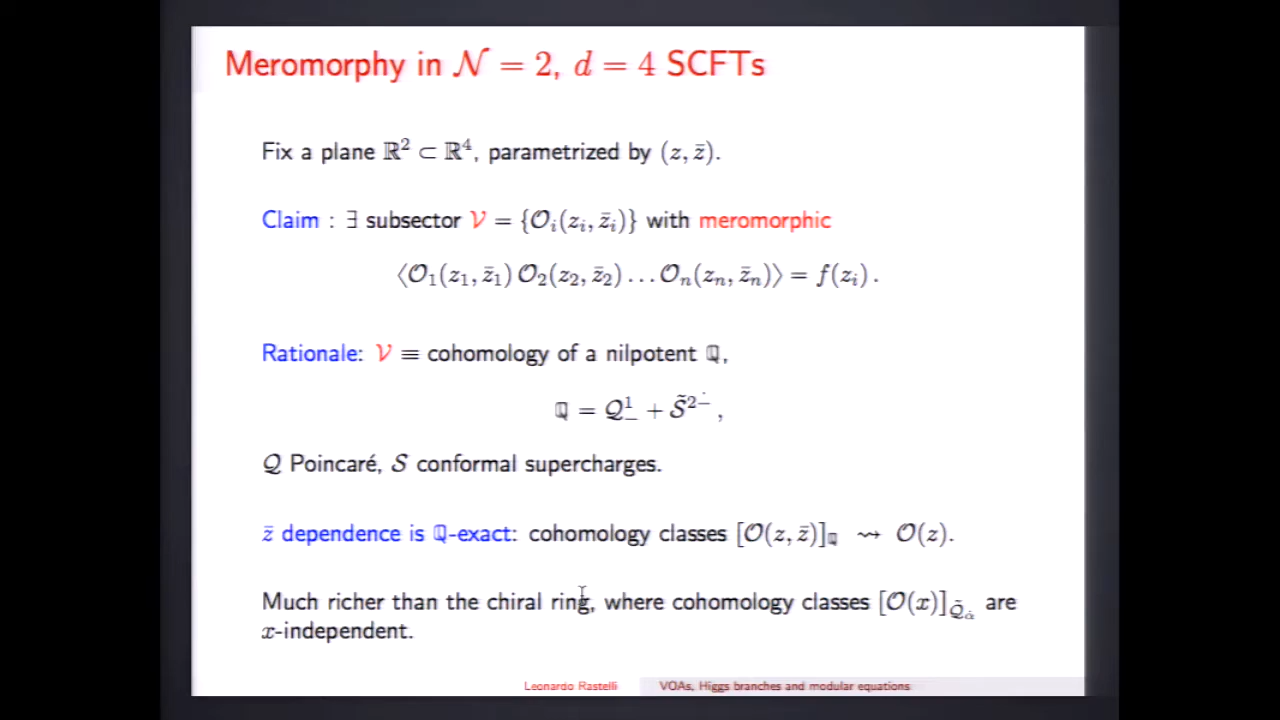 Meromorphy in 𝒩 = 2, d = 4 SCFTs
Fix a plane ℝ² ⊂ ℝ⁴, parametrized by (z, z̄).
Claim : ∃ subsector 𝒱 = {𝒪ᵢ(zᵢ, z̄ᵢ)} with meromorphic
⟨𝒪₁(z₁, z̄₁) 𝒪₂(z₂, z̄₂) … 𝒪ₙ(zₙ, z̄ₙ)⟩ = f(zᵢ) .
Rationale: 𝒱 ≡ cohomology of a nilpotent ℚ,
ℚ = 𝒬¹₋ + 𝒮̃^{2−̇} ,
𝒬 Poincaré, 𝒮 conformal supercharges.
z̄ dependence is ℚ-exact: cohomology classes [𝒪(z, z̄)]_ℚ ⇝ 𝒪(z).
Much richer than the chiral ring, where cohomology classes [𝒪(x)]_{𝒬̃_α̇} are
x-independent.
Leonardo Rastelli VOAs, Higgs branches and modular equations